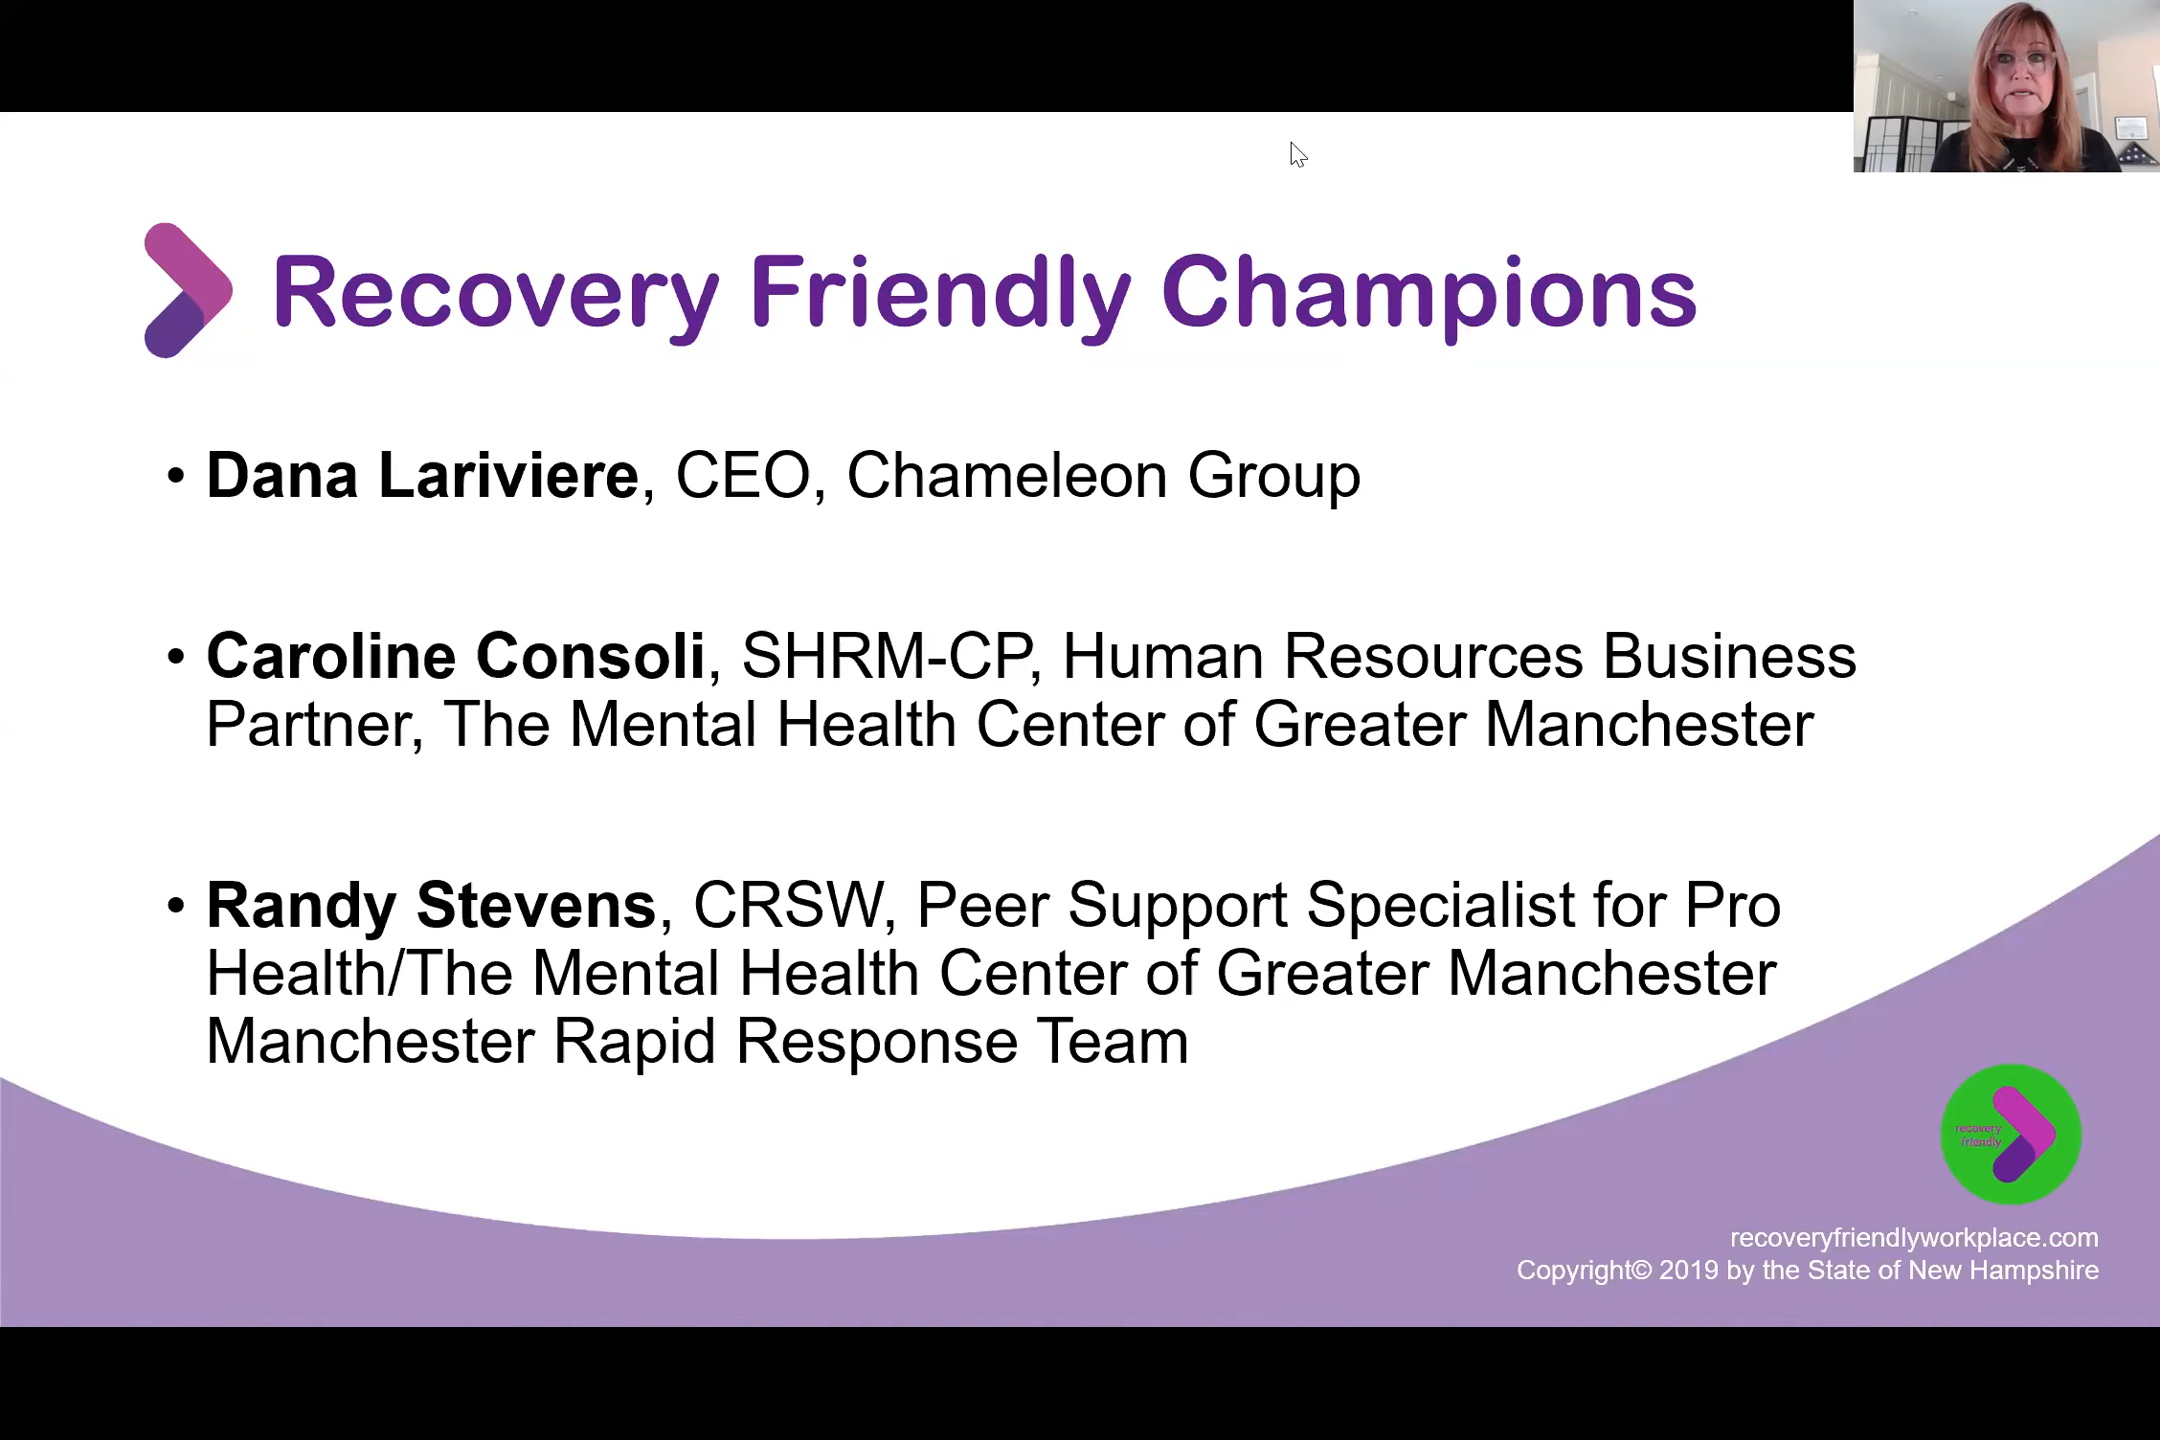 Recovery Friendly Champions
• Dana Lariviere, CEO, Chameleon Group
• Caroline Consoli, SHRM-CP, Human Resources Business
Partner, The Mental Health Center of Greater Manchester
• Randy Stevens, CRSW, Peer Support Specialist for Pro
Health/The Mental Health Center of Greater Manchester
Manchester Rapid Response Team
recovery
friendly
recoveryfriendlyworkplace.com
Copyright© 2019 by the State of New Hampshire